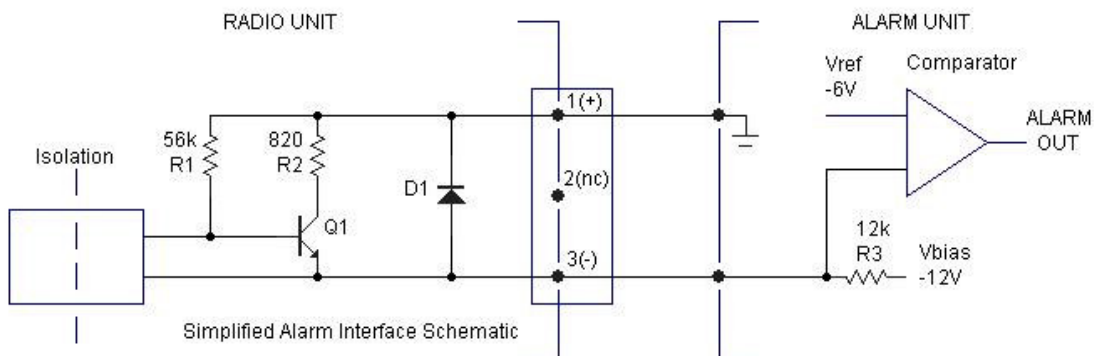 RADIO UNIT
ALARM UNIT
Vref
-6V
Comparator
1(+)
ALARM
OUT
56k
R1
820
R2
Isolation
D1
2(nc)
Q1
12k
R3
3(-)
Vbias
-12V
Simplified Alarm Interface Schematic